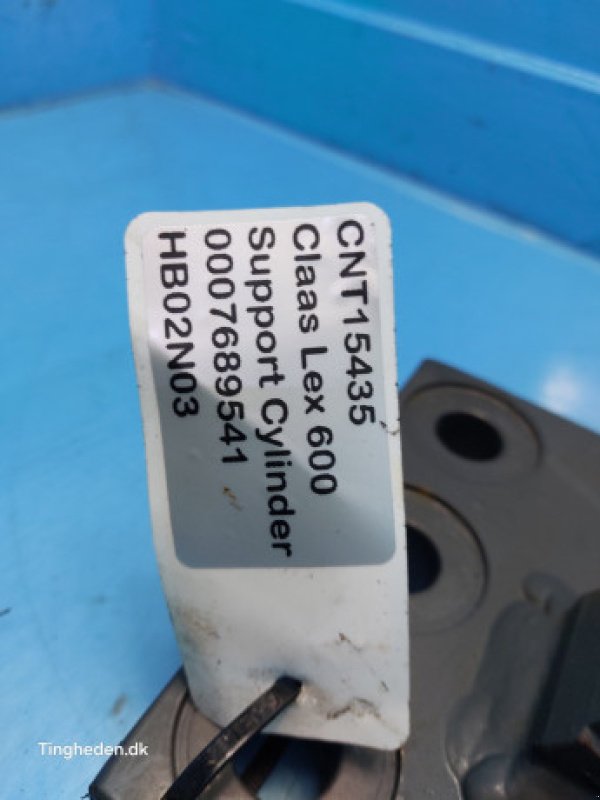 CNT15435
Claas Lex 600
Support Cylinder
0007689541
HB02N03
Tingheden.dk